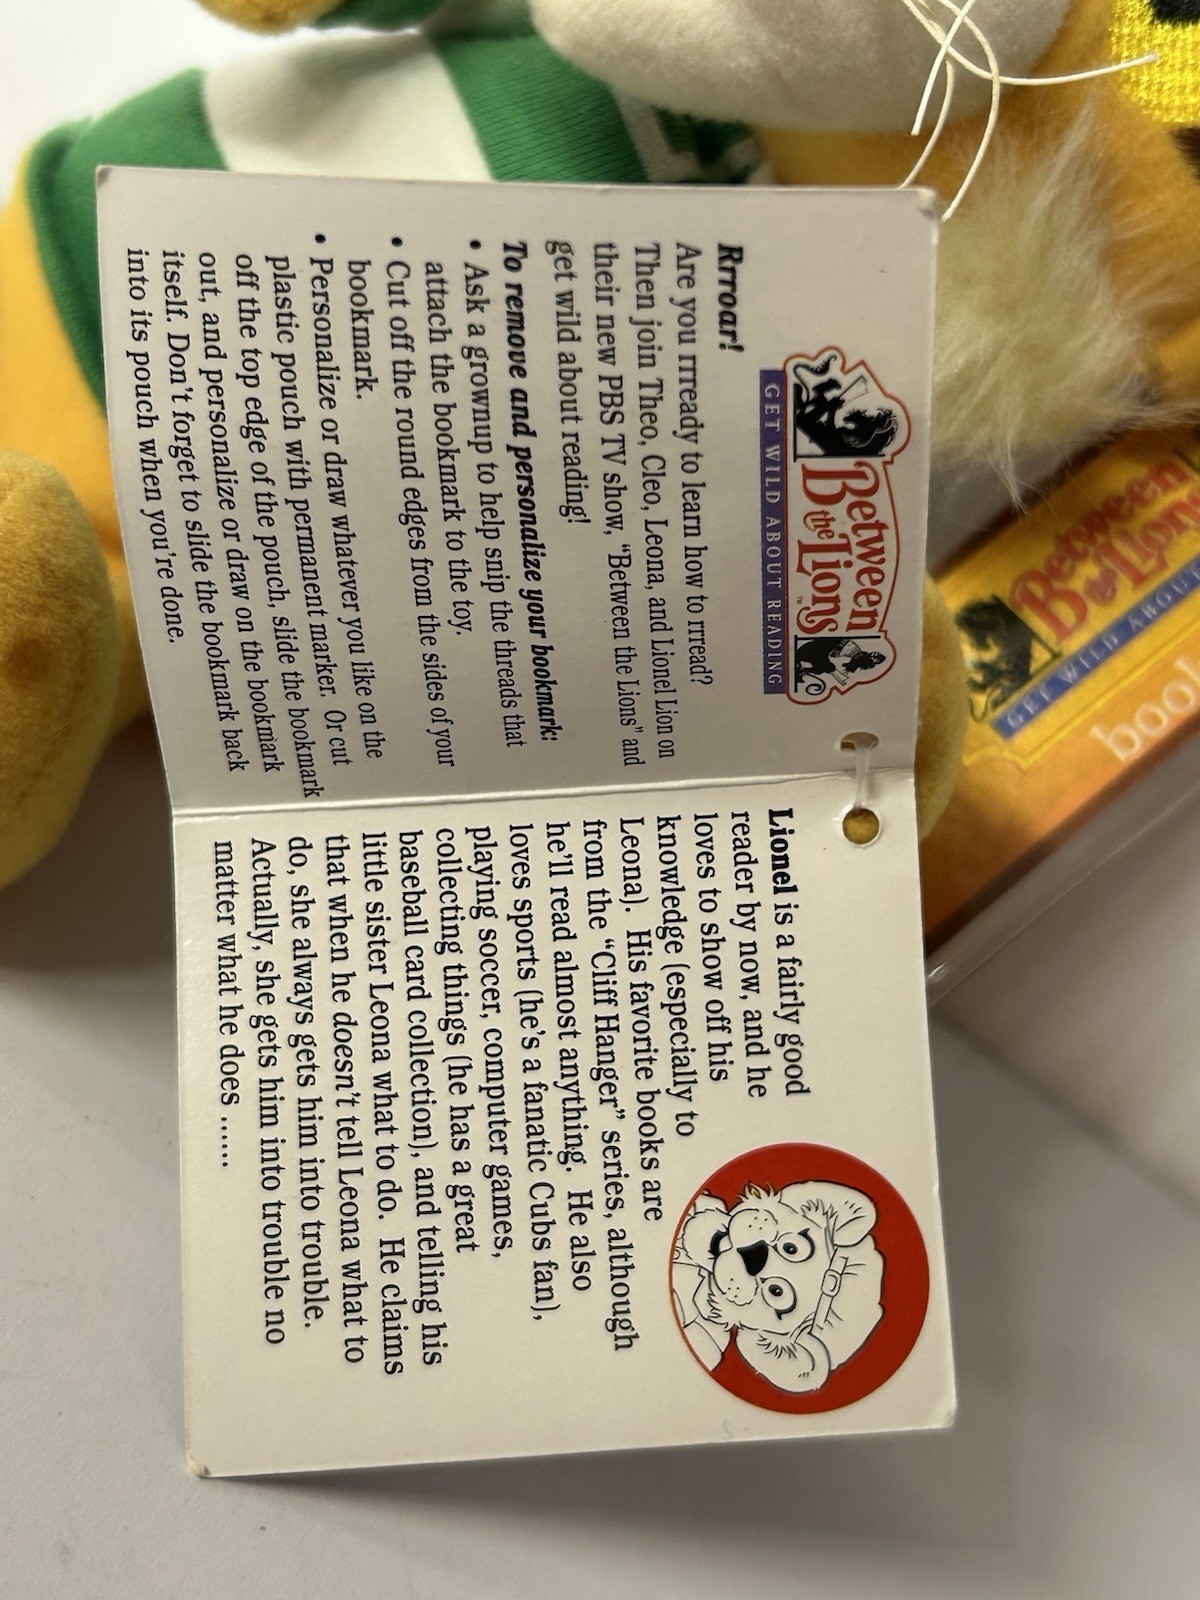 Between
the Lions™
GET WILD ABOUT READING
Rrroar!
Are you rrready to learn how to rrread?
Then join Theo, Cleo, Leona, and Lionel Lion on
their new PBS TV show, “Between the Lions” and
get wild about reading!
To remove and personalize your bookmark:
• Ask a grownup to help snip the threads that
attach the bookmark to the toy.
• Cut off the round edges from the sides of your
bookmark.
• Personalize or draw whatever you like on the
plastic pouch with permanent marker. Or cut
off the top edge of the pouch, slide the bookmark
out, and personalize or draw on the bookmark
itself. Don’t forget to slide the bookmark back
into its pouch when you’re done.
Lionel is a fairly good
reader by now, and he
loves to show off his
knowledge (especially to
Leona). His favorite books are
from the “Cliff Hanger” series, although
he’ll read almost anything. He also
loves sports (he’s a fanatic Cubs fan),
playing soccer, computer games,
collecting things (he has a great
baseball card collection), and telling his
little sister Leona what to do. He claims
that when he doesn’t tell Leona what to
do, she always gets him into trouble.
Actually, she gets him into trouble no
matter what he does ......
Between
the Lions
GET WILD ABOUT